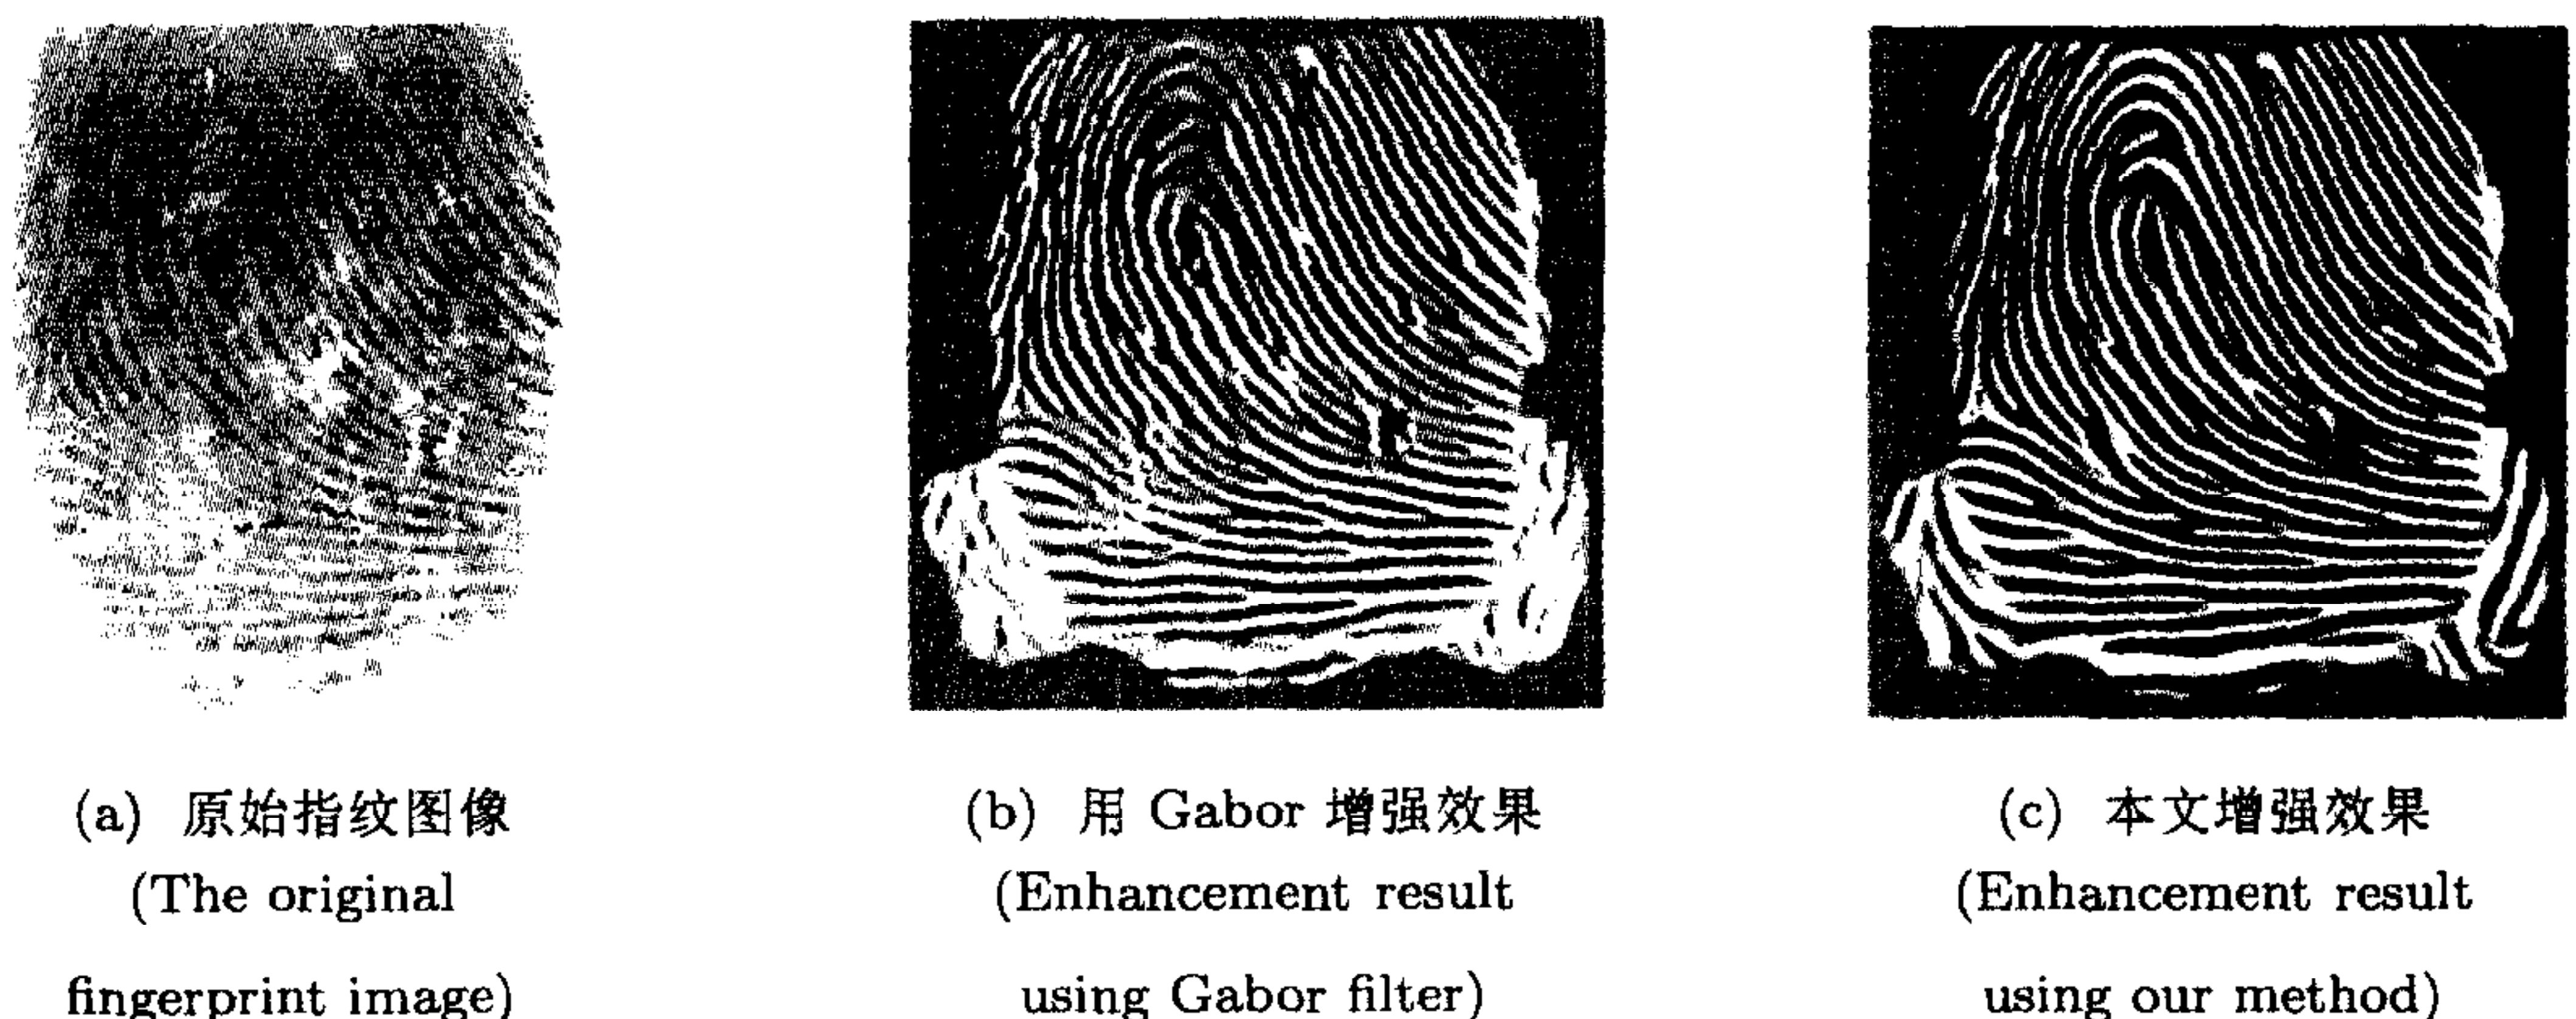 (a) 原始指纹图像
(The original
fingerprint image)
(b) 用 Gabor 增强效果
(Enhancement result
using Gabor filter)
(c) 本文增强效果
(Enhancement result
using our method)